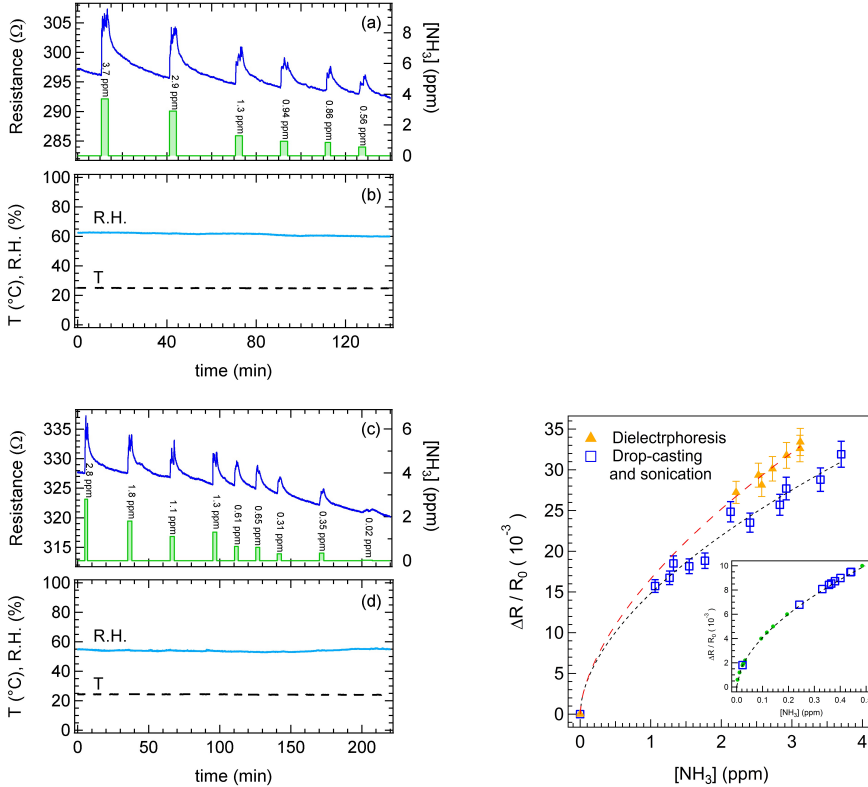 (a)
305
300
295
290
285
Resistance (Ω)
8
6
4
2
0
[NH₃] (ppm)
3.7 ppm
2.9 ppm
1.3 ppm
0.94 ppm
0.86 ppm
0.56 ppm
(b)
100
80
60
40
20
0
T (°C), R.H. (%)
R.H.
T
0
40
80
120
time (min)
(c)
335
330
325
320
315
Resistance (Ω)
6
4
2
0
[NH₃] (ppm)
2.8 ppm
1.8 ppm
1.1 ppm
1.3 ppm
0.61 ppm
0.65 ppm
0.31 ppm
0.35 ppm
0.02 ppm
(d)
100
80
60
40
20
0
T (°C), R.H. (%)
R.H.
T
0
50
100
150
200
time (min)
Dielectrphoresis
Drop-casting
and sonication
35
30
25
20
15
10
5
0
ΔR / R₀ ( 10⁻³)
0
1
2
3
4
[NH₃] (ppm)
10
8
6
4
2
0
ΔR / R₀ ( 10⁻³)
0.0
0.1
0.2
0.3
0.4
[NH₃] (ppm)